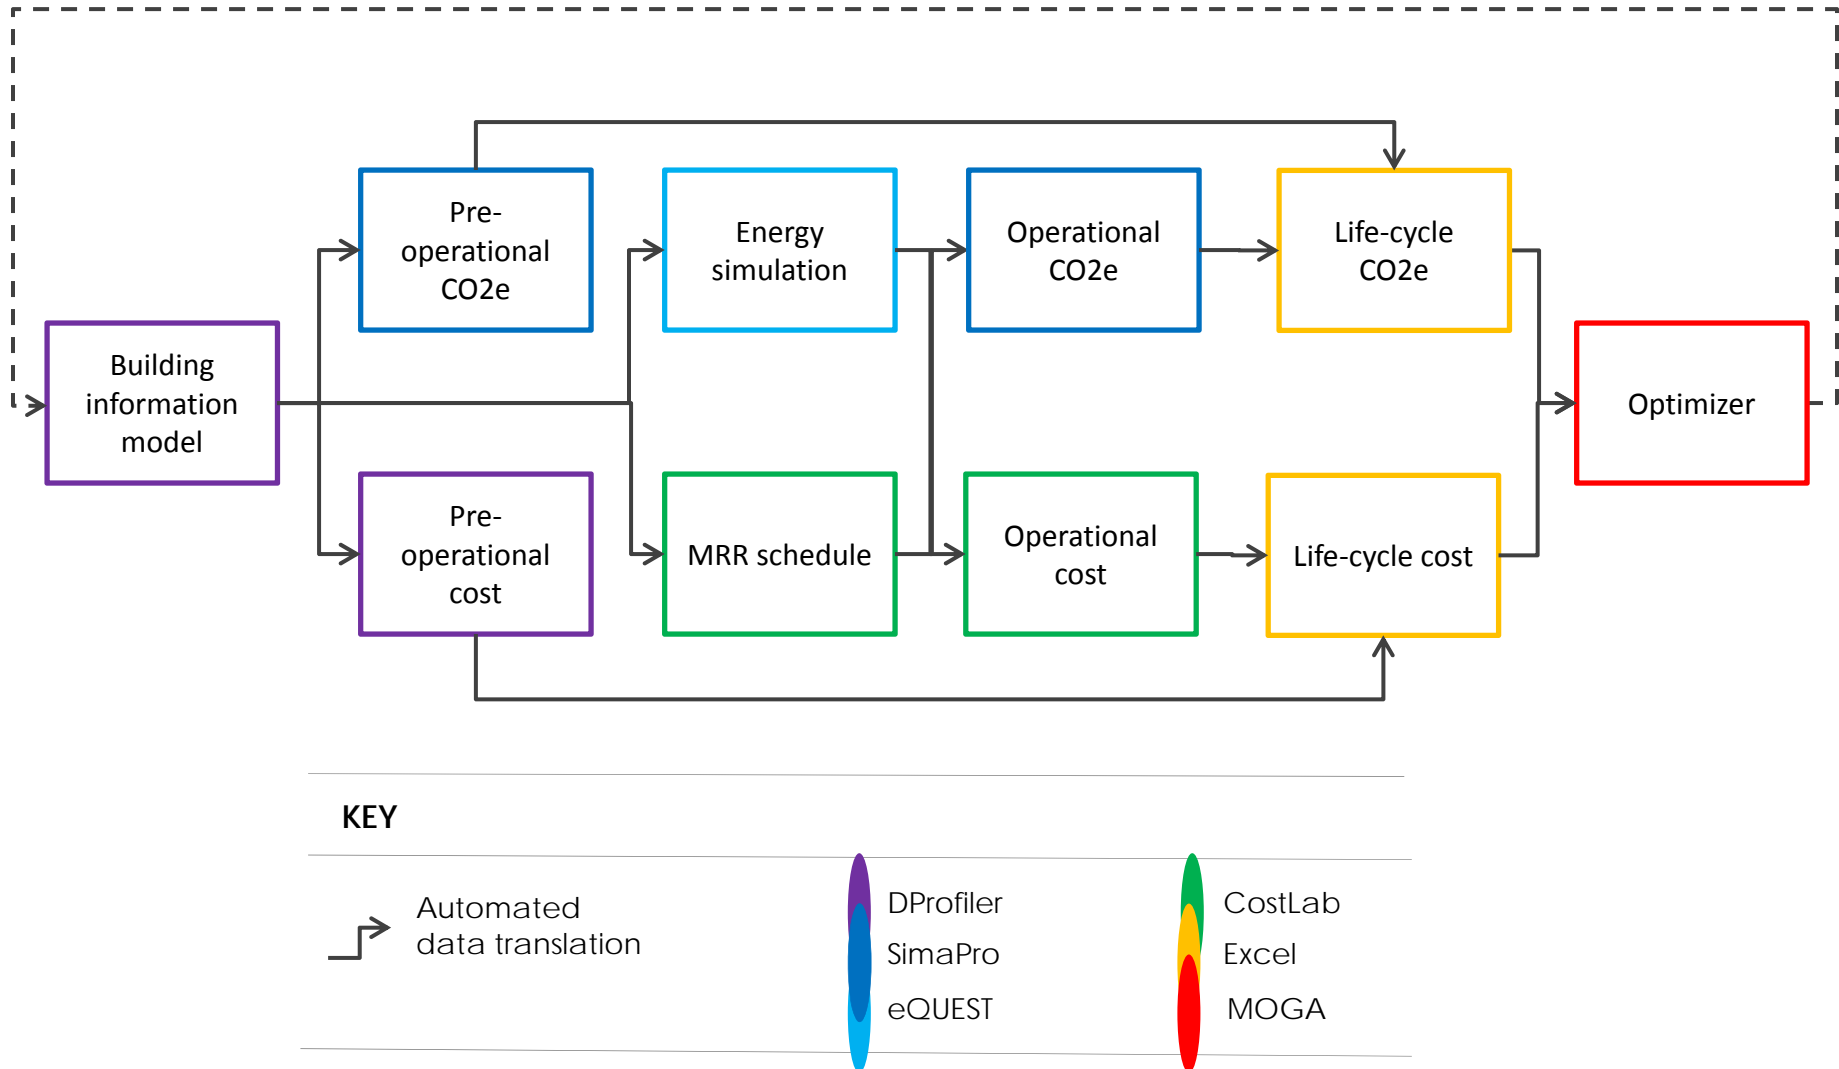 Pre-
operational
CO2e
Energy
simulation
Operational
CO2e
Life-cycle
CO2e
Building
information
model
Optimizer
Pre-
operational
cost
MRR schedule
Operational
cost
Life-cycle cost
KEY
Automated
data translation
DProfiler
SimaPro
eQUEST
CostLab
Excel
MOGA